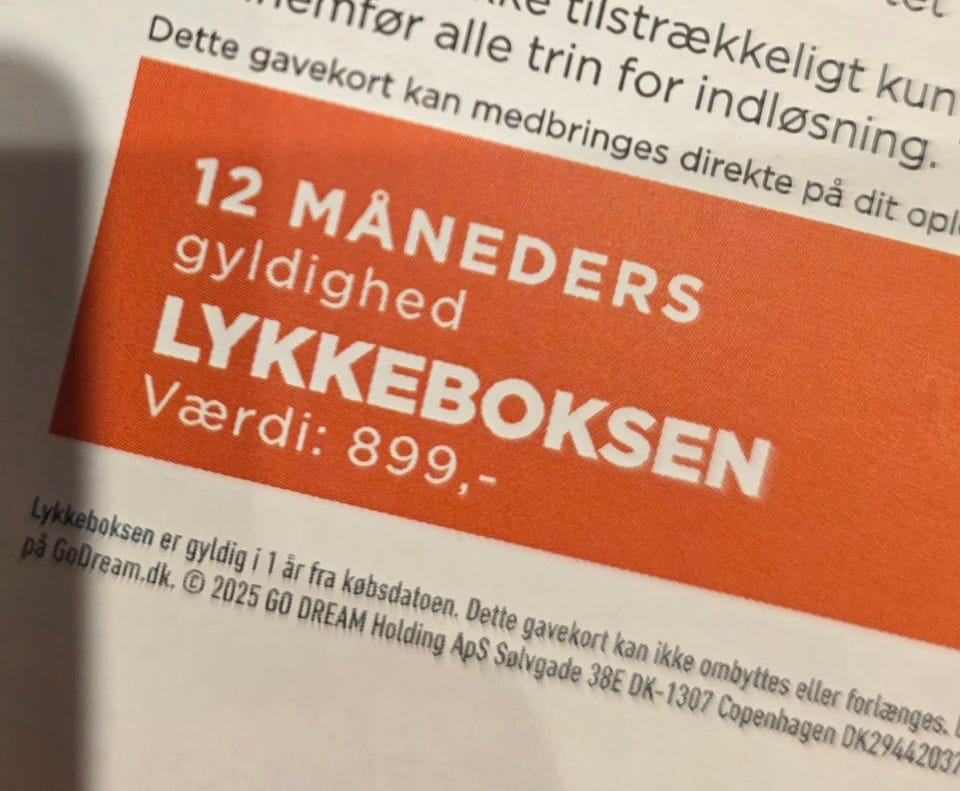 tilstrækkeligt kun
alle trin for indløsning.
Dette gavekort kan medbringes direkte på dit
12 MÅNEDERS
gyldighed
LYKKEBOKSEN
Værdi: 899,-
Lykkeboksen er gyldig i 1 år fra købsdatoen. Dette gavekort kan ikke ombyttes eller forlænges.
på GoDream.dk. © 2025 GO DREAM Holding ApS Sølvgade 38E DK-1307 Copenhagen DK29442037